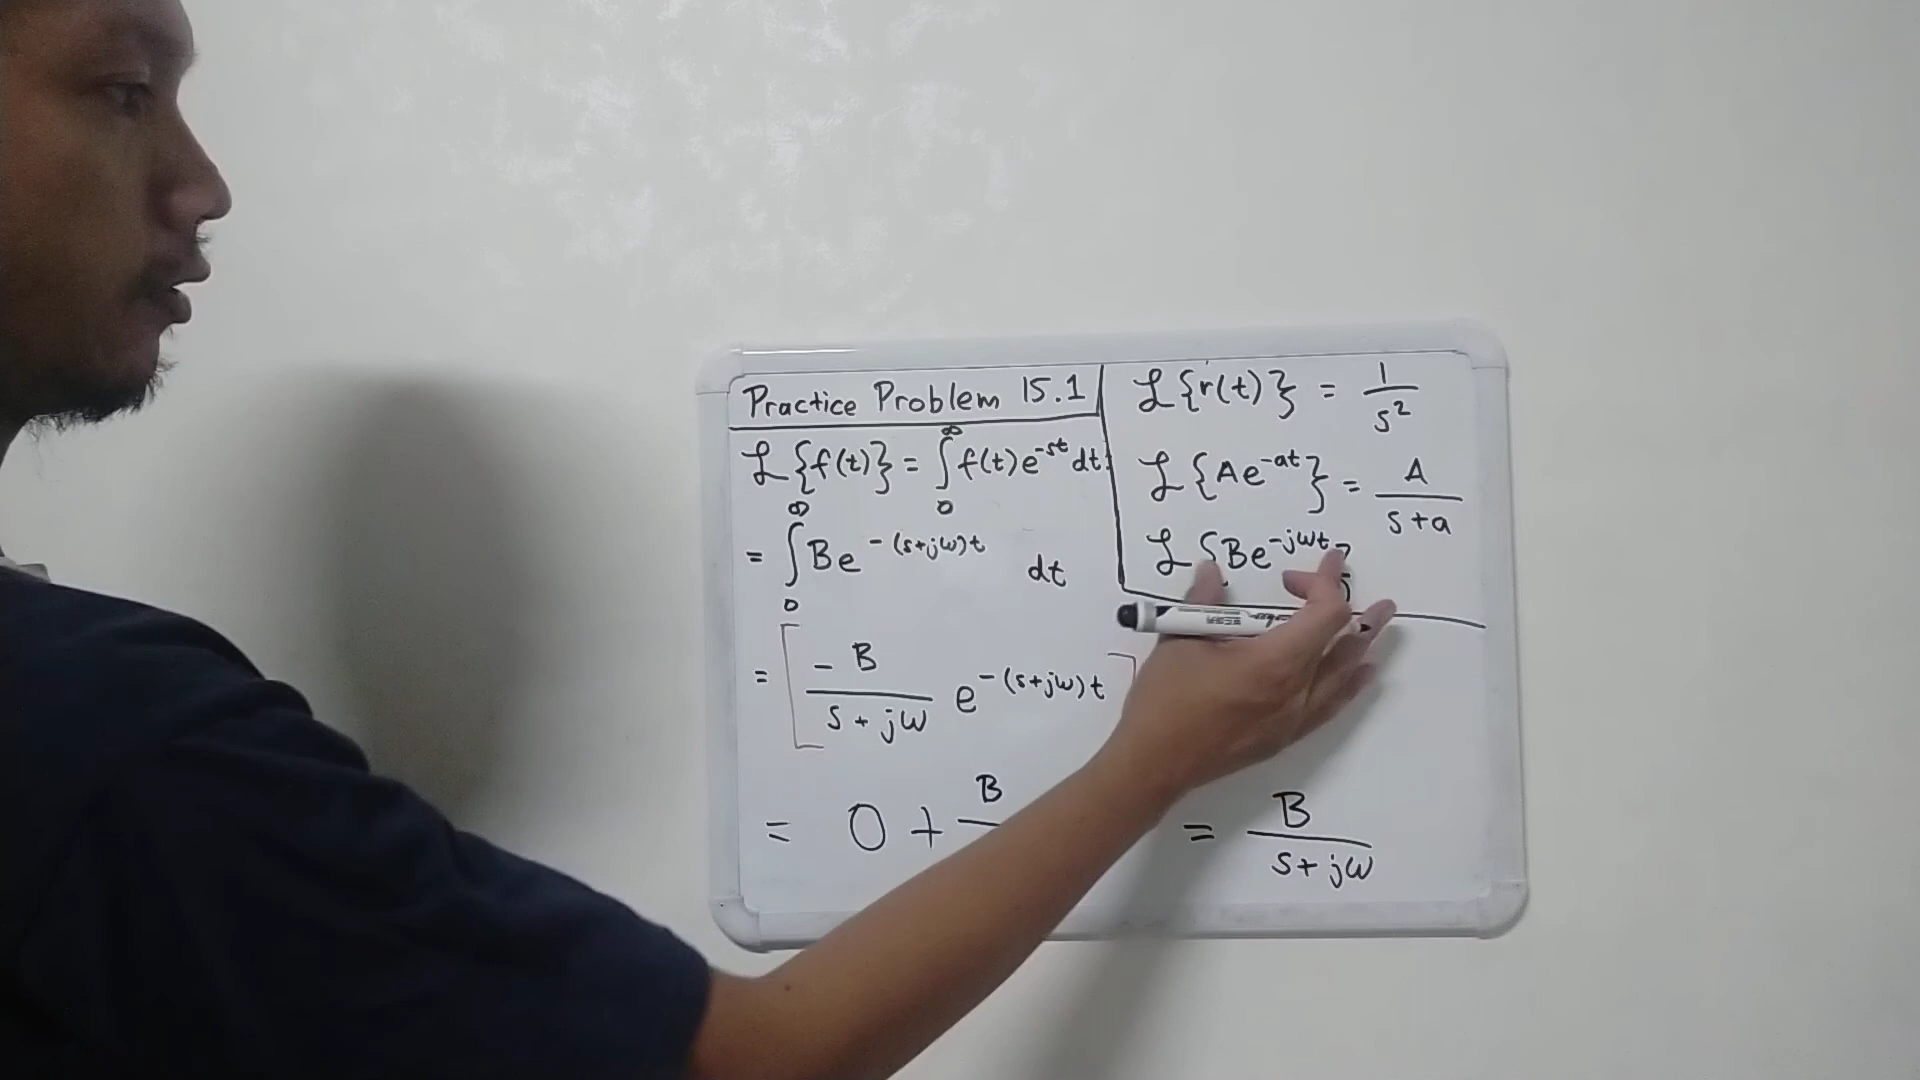 Practice Problem 15.1
ℒ{f(t)} = ∫₀^∞ f(t)e^-st dt
= ∫₀^∞ Be^-(s+jω)t dt
= [ -B/(s+jω) e^-(s+jω)t ]
= 0 + B = B/(s+jω)
ℒ{r(t)} = 1/s²
ℒ{Ae^-at} = A/(s+a)
ℒ{Be^-jωt}